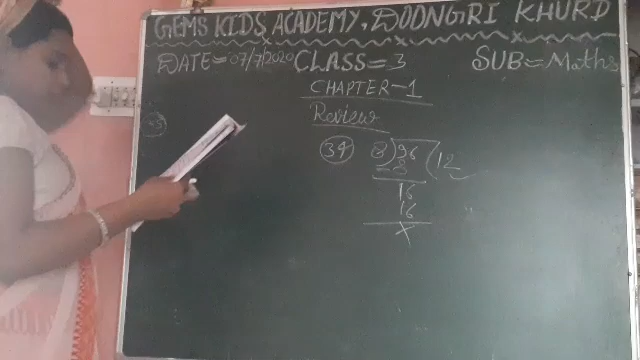 GEMS KIDS ACADEMY, DOONGRI KHURD
DATE=07/7/2020 CLASS=3 SUB=Maths
CHAPTER-1
Review
34 8)96(12
-8
16
16
x